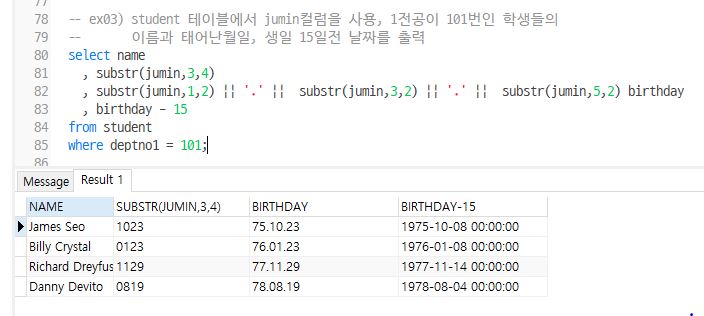 77
78 -- ex03) student 테이블에서 jumin컬럼을 사용, 1전공이 101번인 학생들의
79 -- 이름과 태어난월일, 생일 15일전 날짜를 출력
80 select name
81 , substr(jumin,3,4)
82 , substr(jumin,1,2) || '.' || substr(jumin,3,2) || '.' || substr(jumin,5,2) birthday
83 , birthday - 15
84 from student
85 where deptno1 = 101;
86
Message Result 1
NAME SUBSTR(JUMIN,3,4) BIRTHDAY BIRTHDAY-15
James Seo 1023 75.10.23 1975-10-08 00:00:00
Billy Crystal 0123 76.01.23 1976-01-08 00:00:00
Richard Dreyfus 1129 77.11.29 1977-11-14 00:00:00
Danny Devito 0819 78.08.19 1978-08-04 00:00:00